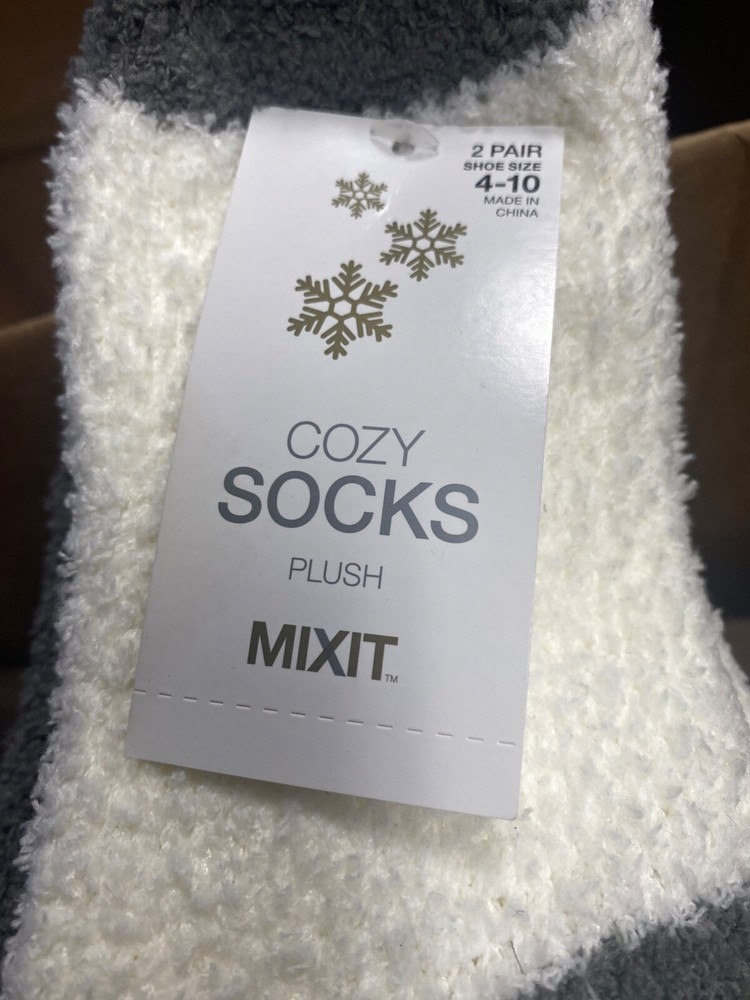 2 PAIR
SHOE SIZE
4-10
MADE IN
CHINA
COZY
SOCKS
PLUSH
MIXIT™